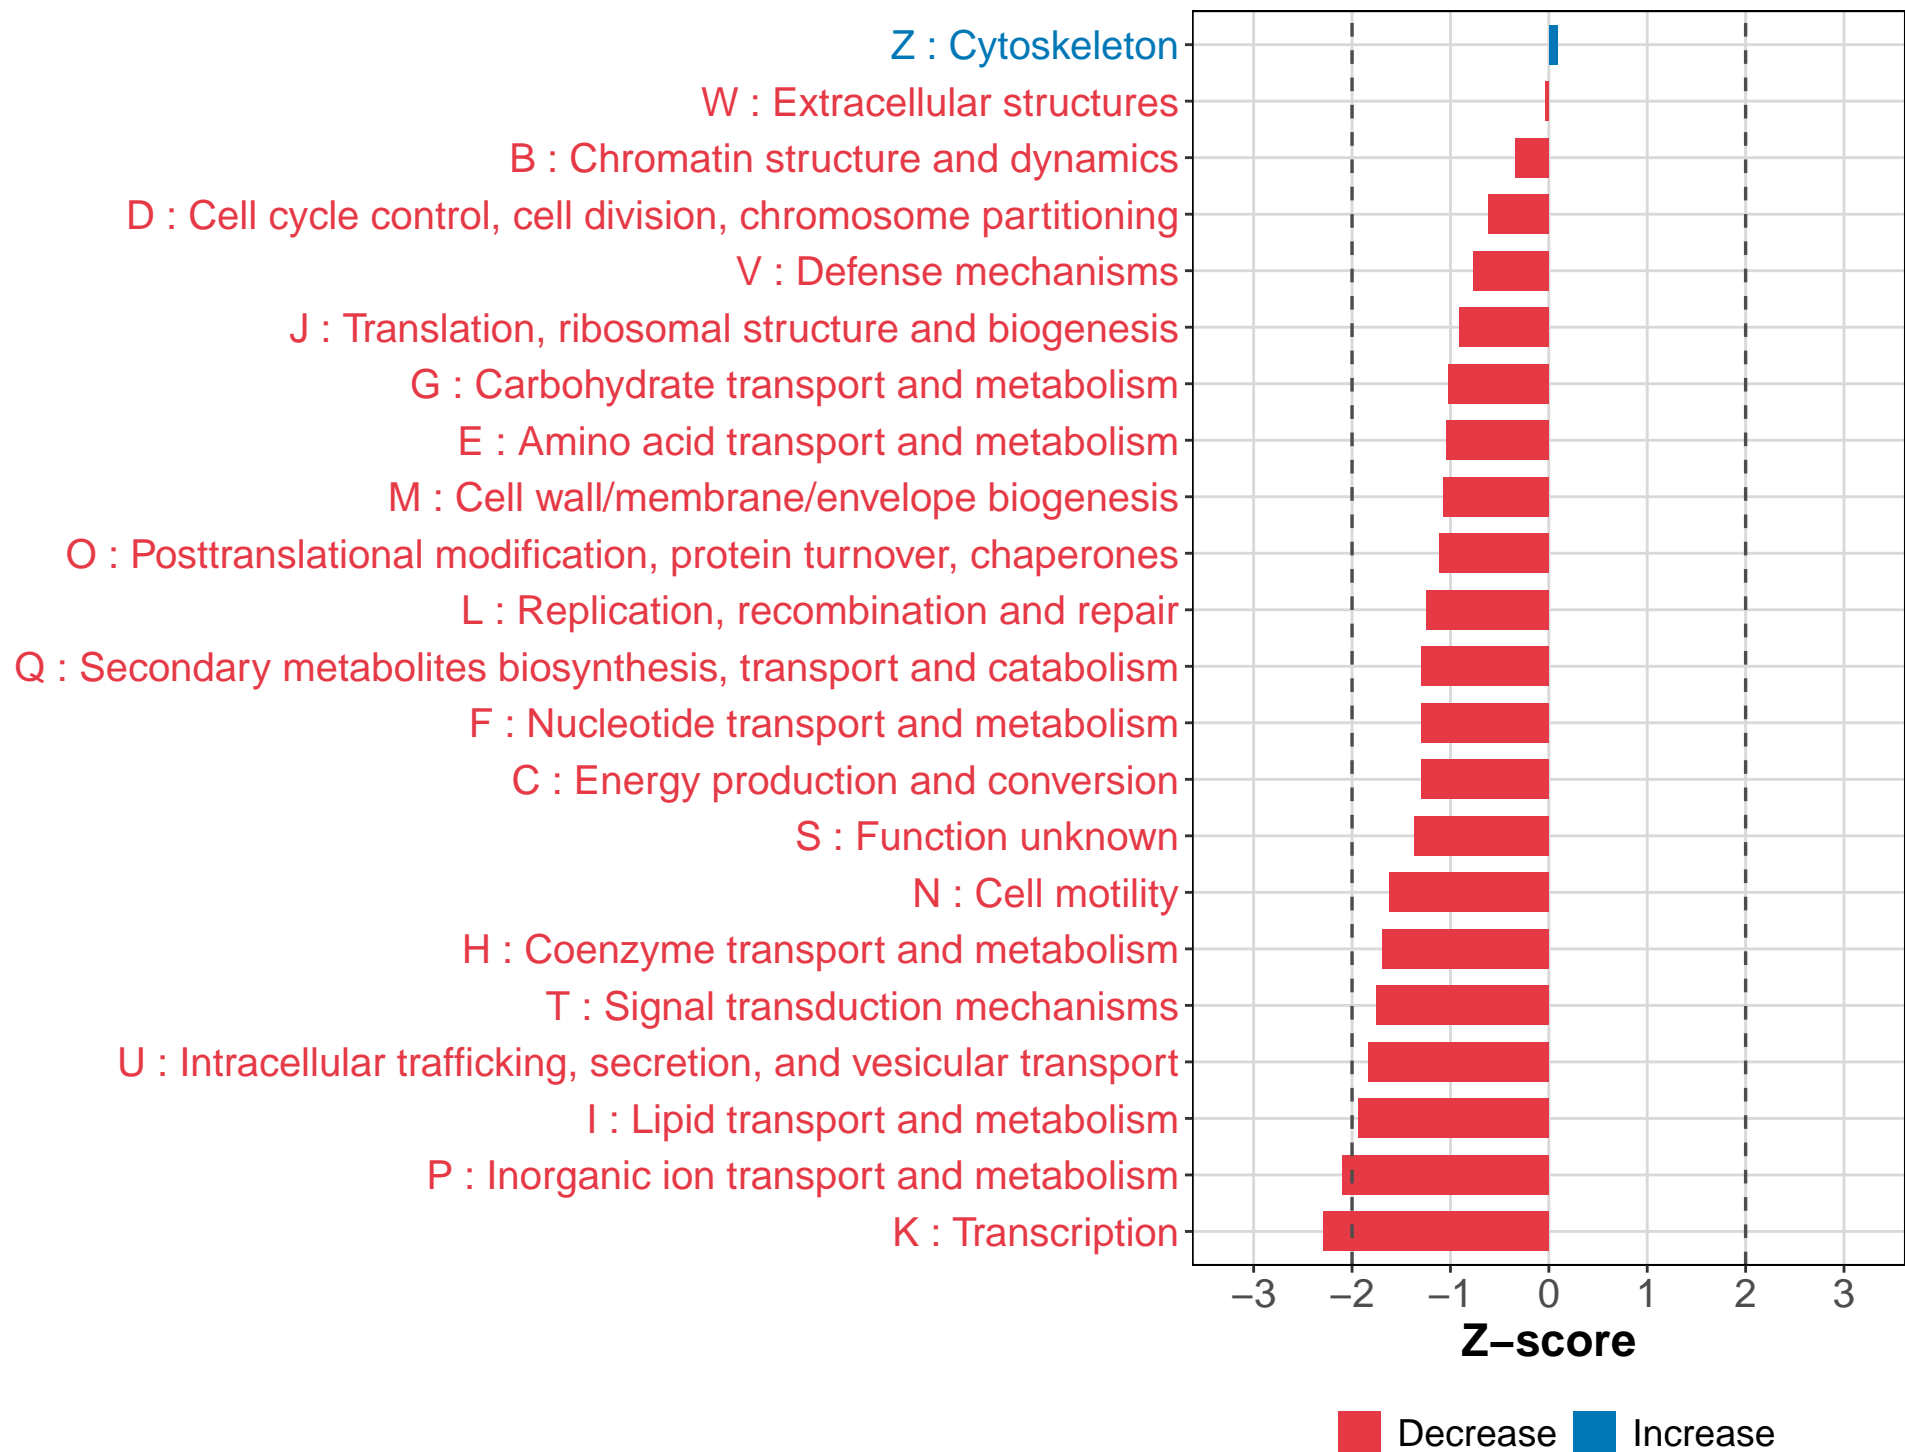 Z : Cytoskeleton
W : Extracellular structures
B : Chromatin structure and dynamics
D : Cell cycle control, cell division, chromosome partitioning
V : Defense mechanisms
J : Translation, ribosomal structure and biogenesis
G : Carbohydrate transport and metabolism
E : Amino acid transport and metabolism
M : Cell wall/membrane/envelope biogenesis
O : Posttranslational modification, protein turnover, chaperones
L : Replication, recombination and repair
Q : Secondary metabolites biosynthesis, transport and catabolism
F : Nucleotide transport and metabolism
C : Energy production and conversion
S : Function unknown
N : Cell motility
H : Coenzyme transport and metabolism
T : Signal transduction mechanisms
U : Intracellular trafficking, secretion, and vesicular transport
I : Lipid transport and metabolism
P : Inorganic ion transport and metabolism
K : Transcription
−3 −2 −1 0 1 2 3
Z−score
Decrease Increase